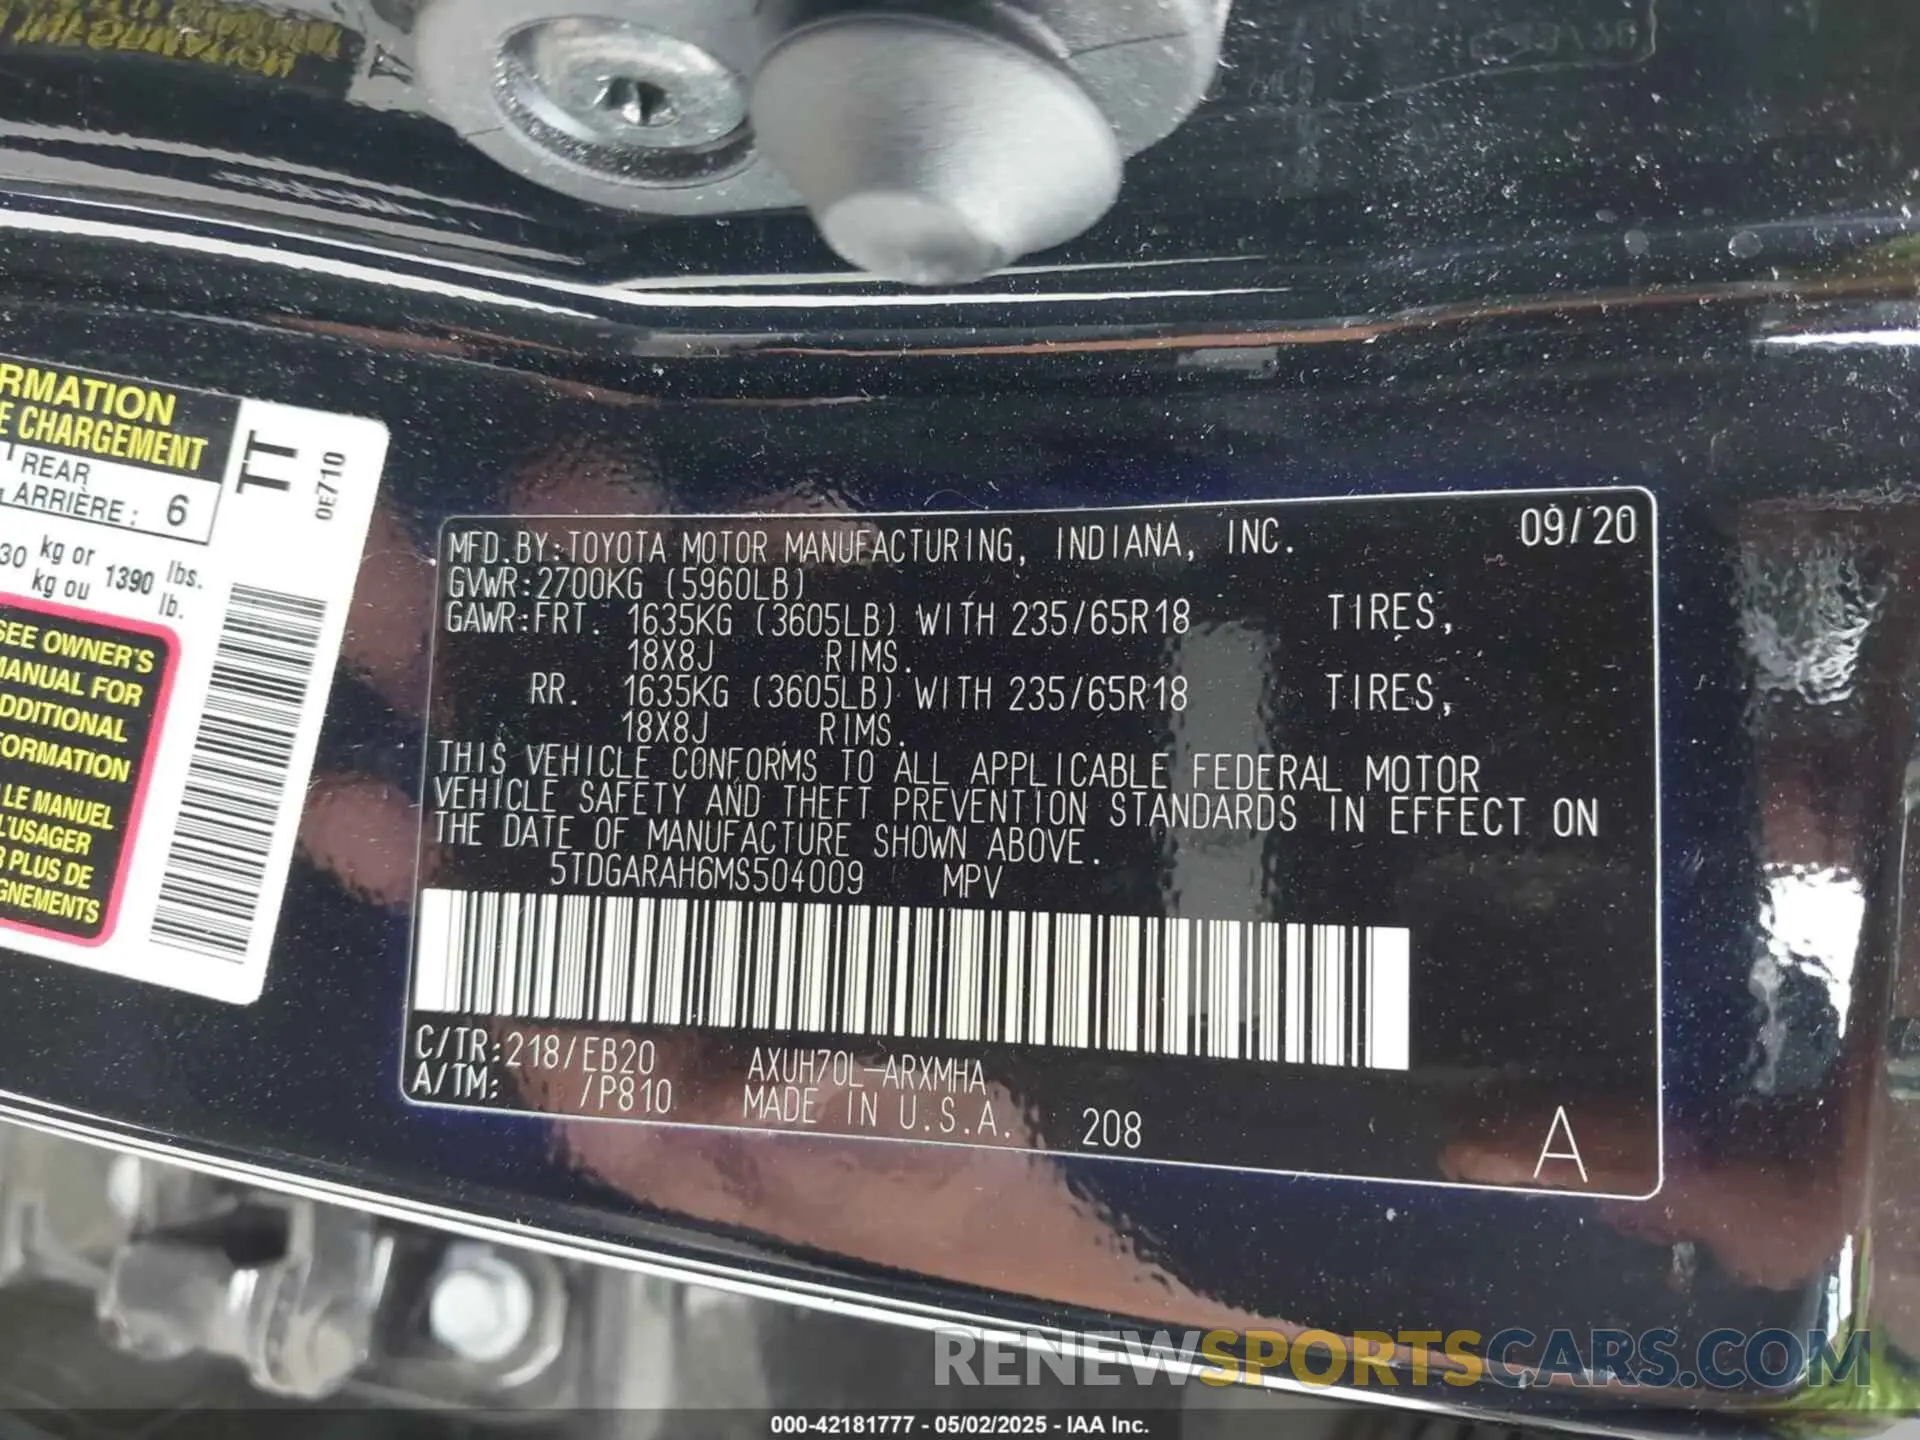 RMATION
E CHARGEMENT
REAR
ARRIÈRE: 6
TT
0E710
30 kg or 1390 lbs.
kg ou lb.
SEE OWNER'S
MANUAL FOR
ADDITIONAL
FORMATION
LE MANUEL
L'USAGER
R PLUS DE
GNEMENTS
MFD.BY:TOYOTA MOTOR MANUFACTURING, INDIANA, INC. 09/20
GVWR:2700KG (5960LB)
GAWR:FRT. 1635KG (3605LB) WITH 235/65R18 TIRES,
18X8J RIMS.
RR. 1635KG (3605LB) WITH 235/65R18 TIRES,
18X8J RIMS.
THIS VEHICLE CONFORMS TO ALL APPLICABLE FEDERAL MOTOR
VEHICLE SAFETY AND THEFT PREVENTION STANDARDS IN EFFECT ON
THE DATE OF MANUFACTURE SHOWN ABOVE.
5TDGARAH6MS504009 MPV
C/TR:218/EB20 AXUH70L-ARXMHA
A/TM: /P810 MADE IN U.S.A. 208
A
RENEWSPORTSCARS.COM
000-42181777 - 05/02/2025 - IAA Inc.